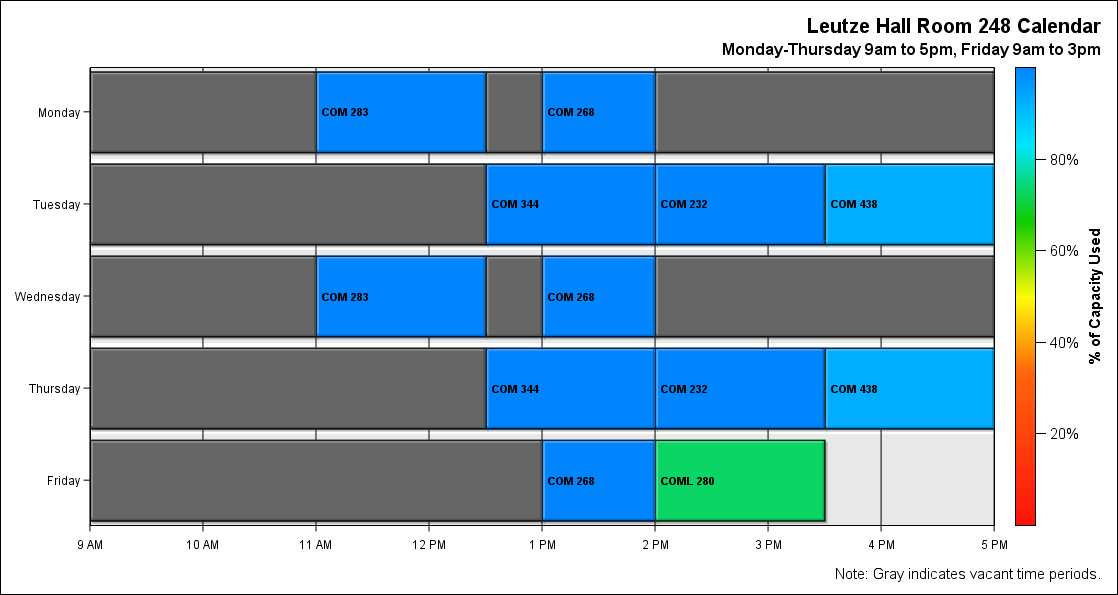 Leutze Hall Room 248 Calendar
Monday-Thursday 9am to 5pm, Friday 9am to 3pm
Monday
COM 283
COM 268
Tuesday
COM 344
COM 232
COM 438
Wednesday
COM 283
COM 268
Thursday
COM 344
COM 232
COM 438
Friday
COM 268
COML 280
9 AM
10 AM
11 AM
12 PM
1 PM
2 PM
3 PM
4 PM
5 PM
80%
60%
40%
20%
% of Capacity Used
Note: Gray indicates vacant time periods.